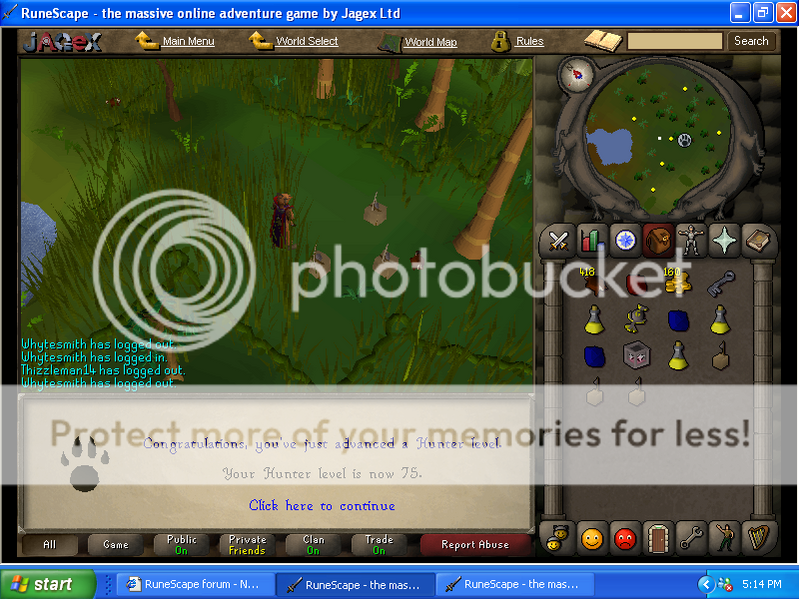 RuneScape - the massive online adventure game by Jagex Ltd
JAGEX Main Menu World Select World Map Rules Search
418 160
photobucket
Whytesmith has logged out.
Whytesmith has logged in.
Thizzleman14 has logged out.
Whytesmith has logged out.
Protect more of your memories for less!
Congratulations, you've just advanced a Hunter level.
Your Hunter level is now 75.
Click here to continue
All Game Public On Private Friends Clan On Trade On Report Abuse
start RuneScape forum - N... RuneScape - the mas... RuneScape - the mas... 5:14 PM